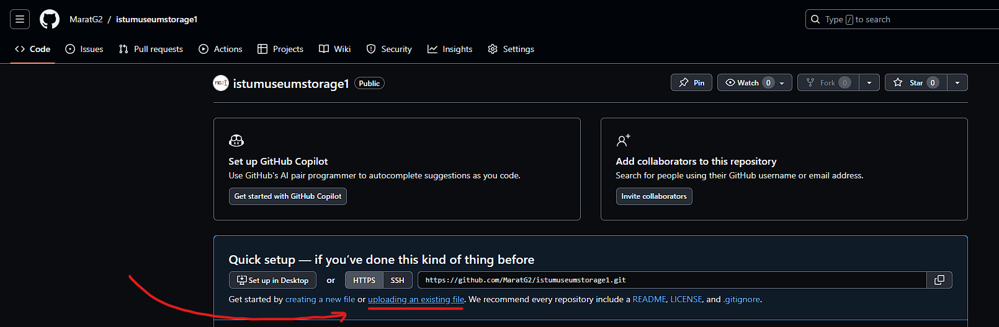 MaratG2 / istumuseumstorage1
Type / to search
Code Issues Pull requests Actions Projects Wiki Security Insights Settings
istumuseumstorage1 Public
Pin Watch 0 Fork 0 Star 0
Set up GitHub Copilot
Use GitHub's AI pair programmer to autocomplete suggestions as you code.
Get started with GitHub Copilot
Add collaborators to this repository
Search for people using their GitHub username or email address.
Invite collaborators
Quick setup — if you’ve done this kind of thing before
Set up in Desktop or HTTPS SSH https://github.com/MaratG2/istumuseumstorage1.git
Get started by creating a new file or uploading an existing file. We recommend every repository include a README, LICENSE, and .gitignore.